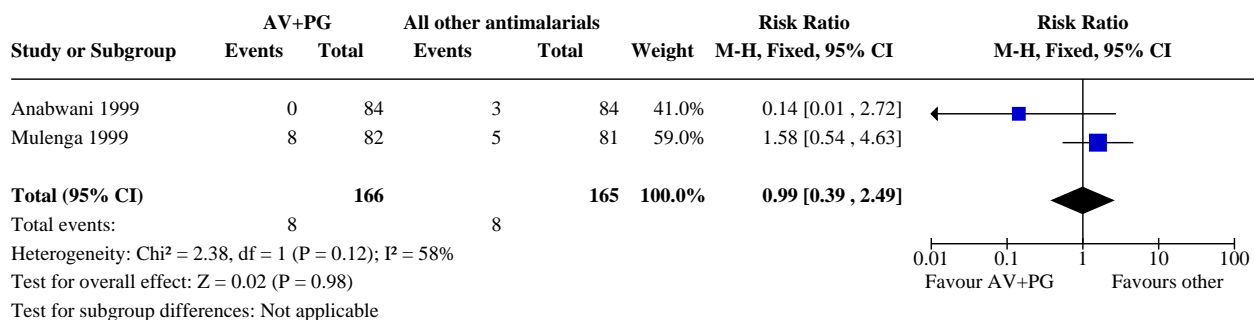 AV+PG All other antimalarials Risk Ratio Risk Ratio
Study or Subgroup Events Total Events Total Weight M-H, Fixed, 95% CI M-H, Fixed, 95% CI
Anabwani 1999 0 84 3 84 41.0% 0.14 [0.01 , 2.72]
Mulenga 1999 8 82 5 81 59.0% 1.58 [0.54 , 4.63]
Total (95% CI) 166 165 100.0% 0.99 [0.39 , 2.49]
Total events: 8 8
Heterogeneity: Chi² = 2.38, df = 1 (P = 0.12); I² = 58%
0.01 0.1 1 10 100
Test for overall effect: Z = 0.02 (P = 0.98)
Favour AV+PG Favours other
Test for subgroup differences: Not applicable